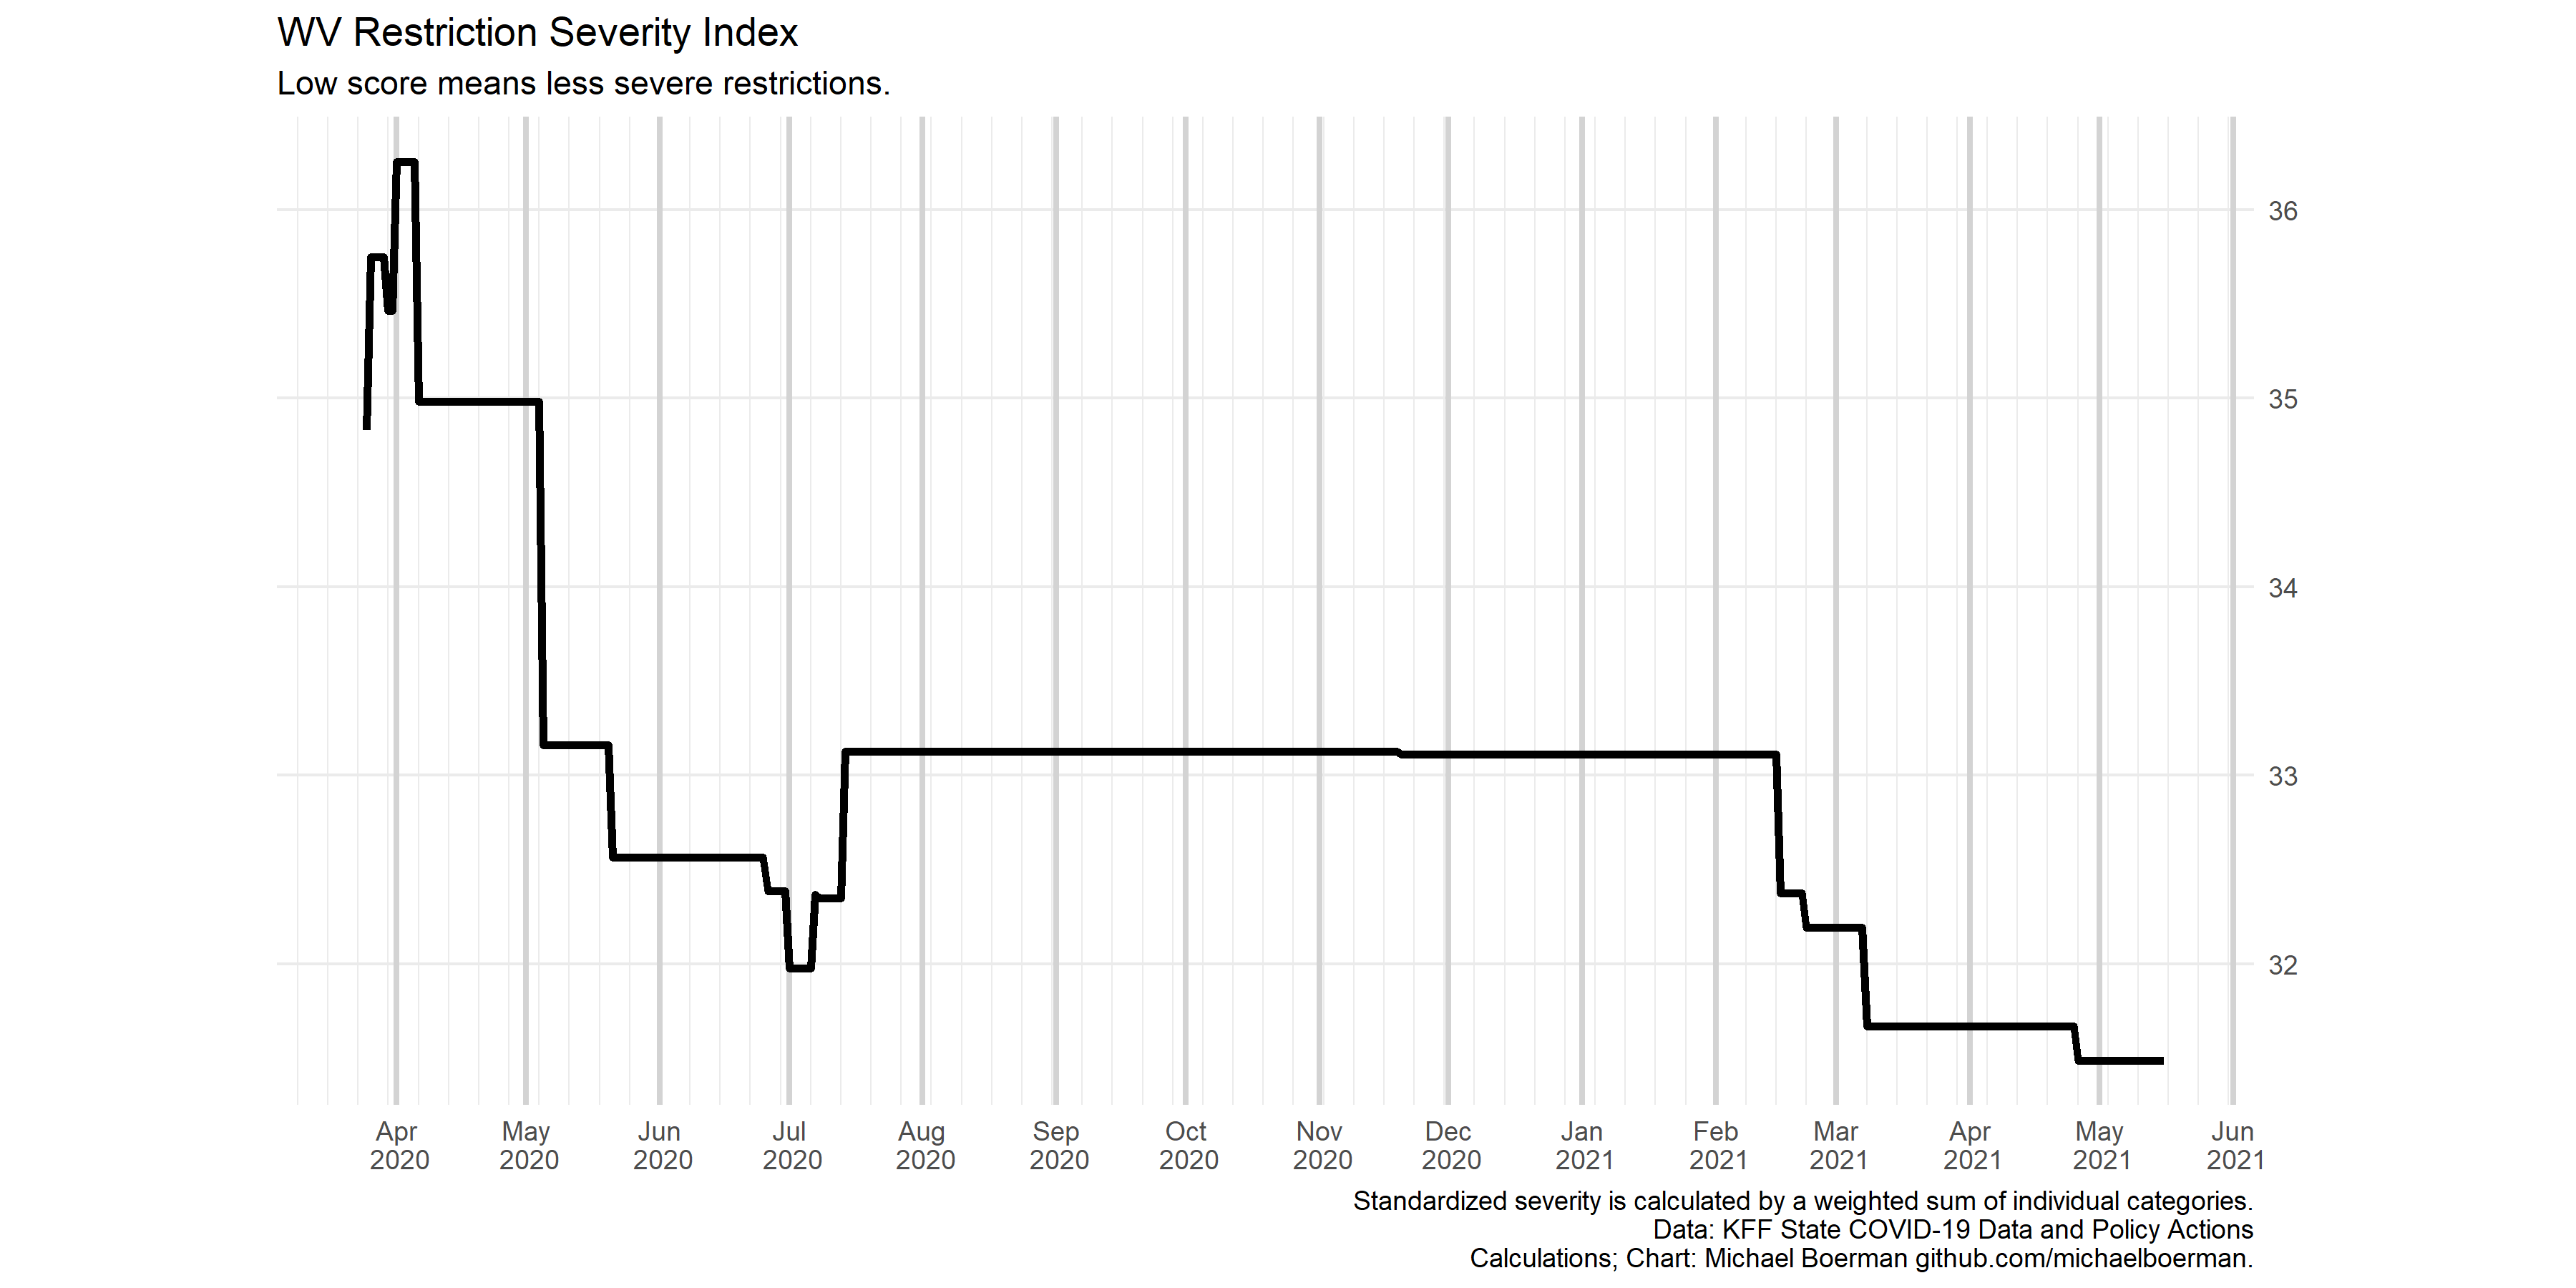 WV Restriction Severity Index
Low score means less severe restrictions.
36
35
34
33
32
Apr May Jun Jul Aug Sep Oct Nov Dec Jan Feb Mar Apr May Jun
2020 2020 2020 2020 2020 2020 2020 2020 2020 2021 2021 2021 2021 2021 2021
Standardized severity is calculated by a weighted sum of individual categories.
Data: KFF State COVID-19 Data and Policy Actions
Calculations; Chart: Michael Boerman github.com/michaelboerman.